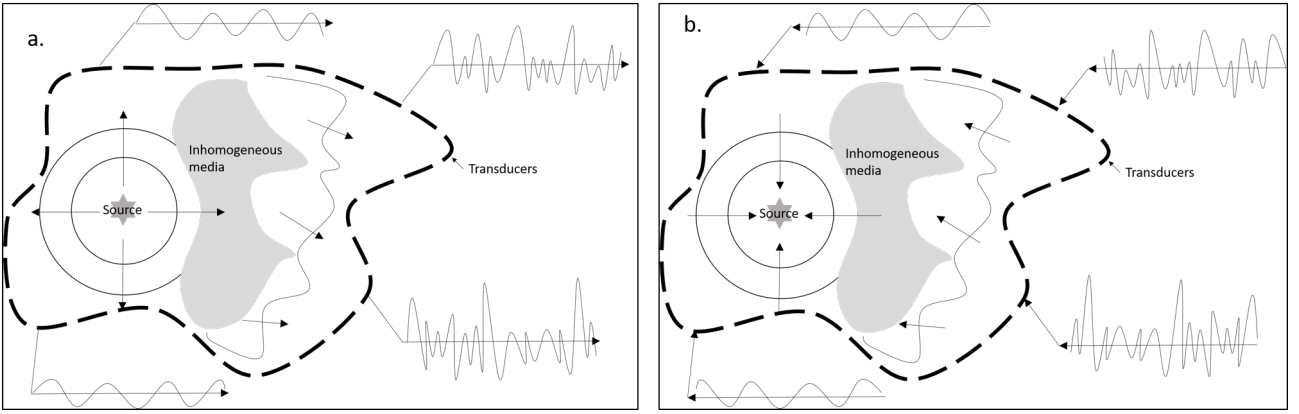 a.
Inhomogeneous
media
Transducers
Source
b.
Inhomogeneous
media
Transducers
Source